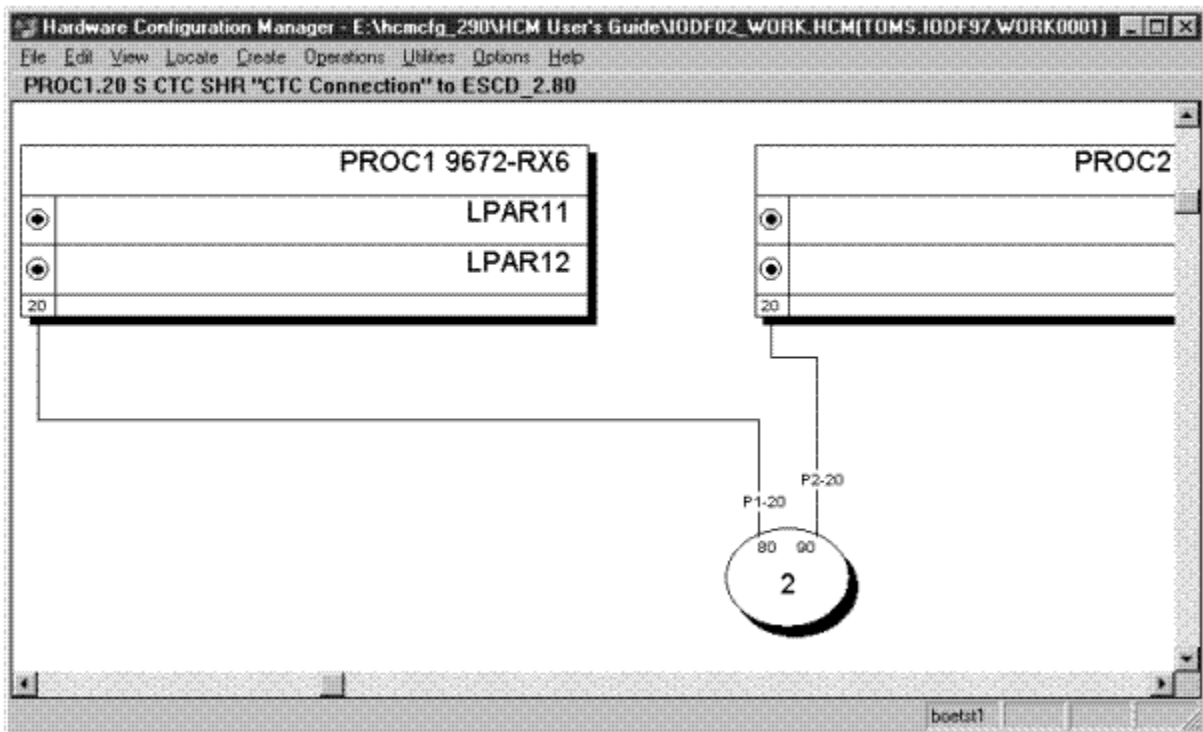 Hardware Configuration Manager - E:\hcmcfg_290\HCM User's Guide\IODF02_WORK.HCM(TOMS.IODF97.WORK0001)
File Edit View Locate Create Operations Utilities Options Help
PROC1.20 S CTC SHR "CTC Connection" to ESCD_2.80
PROC1 9672-RX6
PROC2
LPAR11
LPAR12
20
20
P2-20
P1-20
80 90
2
boetst1